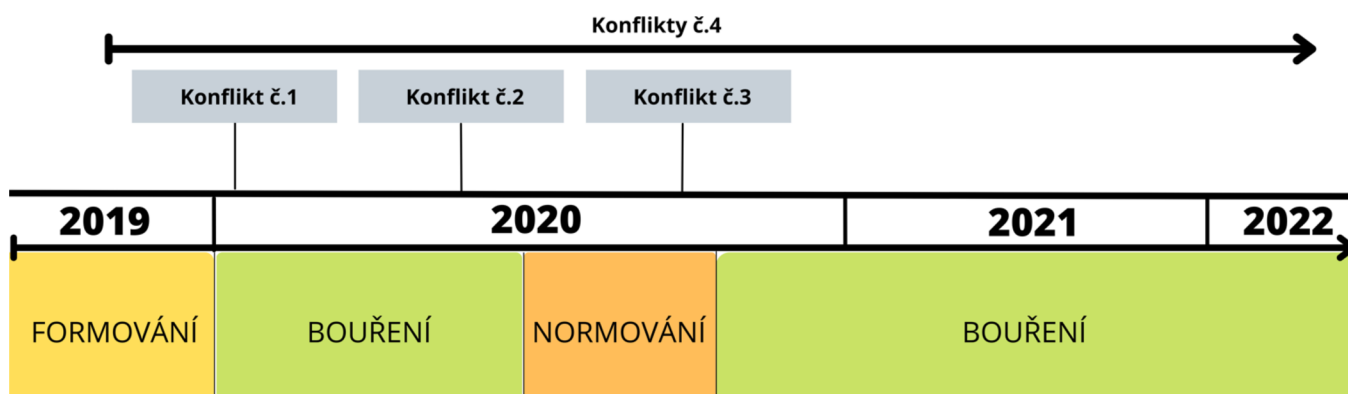 Konflikty č.4
Konflikt č.1 Konflikt č.2 Konflikt č.3
2019 2020 2021 2022
FORMOVÁNÍ BOUŘENÍ NORMOVÁNÍ BOUŘENÍ